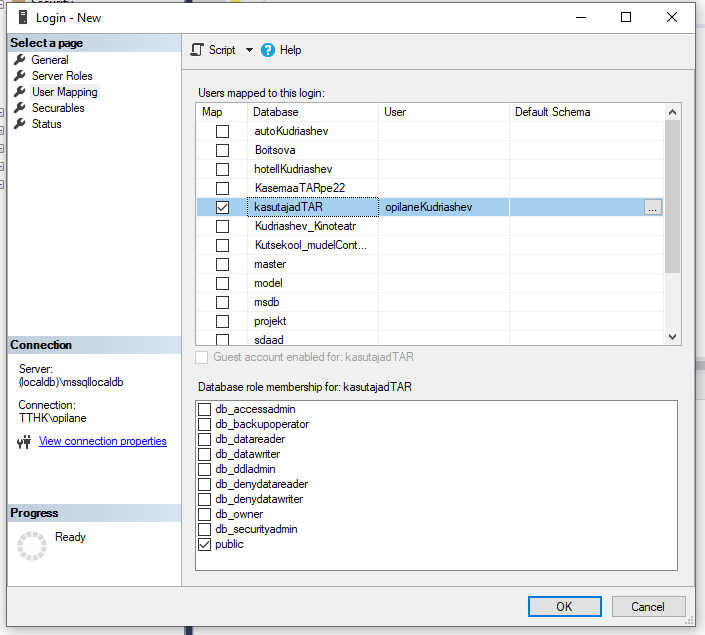 Security
Login - New
Select a page
General
Server Roles
User Mapping
Securables
Status
Script Help
Users mapped to this login:
Map Database User Default Schema
autoKudriashev
Boitsova
hotellKudriashev
KasemaaTARpe22
kasutajadTAR opilaneKudriashev ...
Kudriashev_Kinoteatr
Kutsekool_mudelCont...
master
model
msdb
projekt
sdaad
Guest account enabled for: kasutajadTAR
Database role membership for: kasutajadTAR
db_accessadmin
db_backupoperator
db_datareader
db_datawriter
db_ddladmin
db_denydatareader
db_denydatawriter
db_owner
db_securityadmin
public
Connection
Server:
(localdb)\mssqllocaldb
Connection:
TTHK\opilane
View connection properties
Progress
Ready
OK Cancel